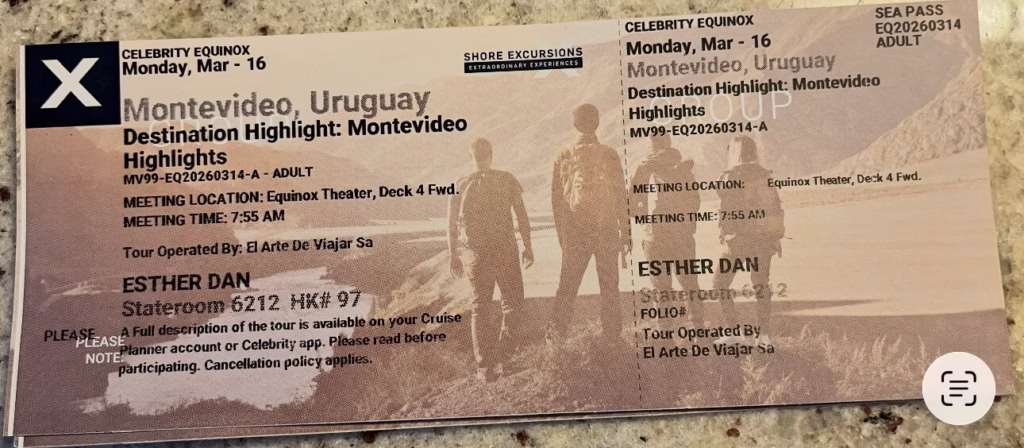 X
CELEBRITY EQUINOX
Monday, Mar - 16
SHORE EXCURSIONS
EXTRAORDINARY EXPERIENCES
Montevideo, Uruguay
Destination Highlight: Montevideo
Highlights
MV99-EQ20260314-A - ADULT
MEETING LOCATION: Equinox Theater, Deck 4 Fwd.
MEETING TIME: 7:55 AM
Tour Operated By: El Arte De Viajar Sa
ESTHER DAN
Stateroom 6212 HK# 97
PLEASE
PLEASE
NOTE:
A Full description of the tour is available on your Cruise
Planner account or Celebrity app. Please read before
participating. Cancellation policy applies.
CELEBRITY EQUINOX
Monday, Mar - 16
Montevideo, Uruguay
Destination Highlight: Montevideo
Highlights
GROUP
MV99-EQ20260314-A
MEETING LOCATION: Equinox Theater, Deck 4 Fwd.
MEETING TIME: 7:55 AM
ESTHER DAN
Stateroom 6212
FOLIO#
Tour Operated By
El Arte De Viajar Sa
SEA PASS
EQ20260314
ADULT